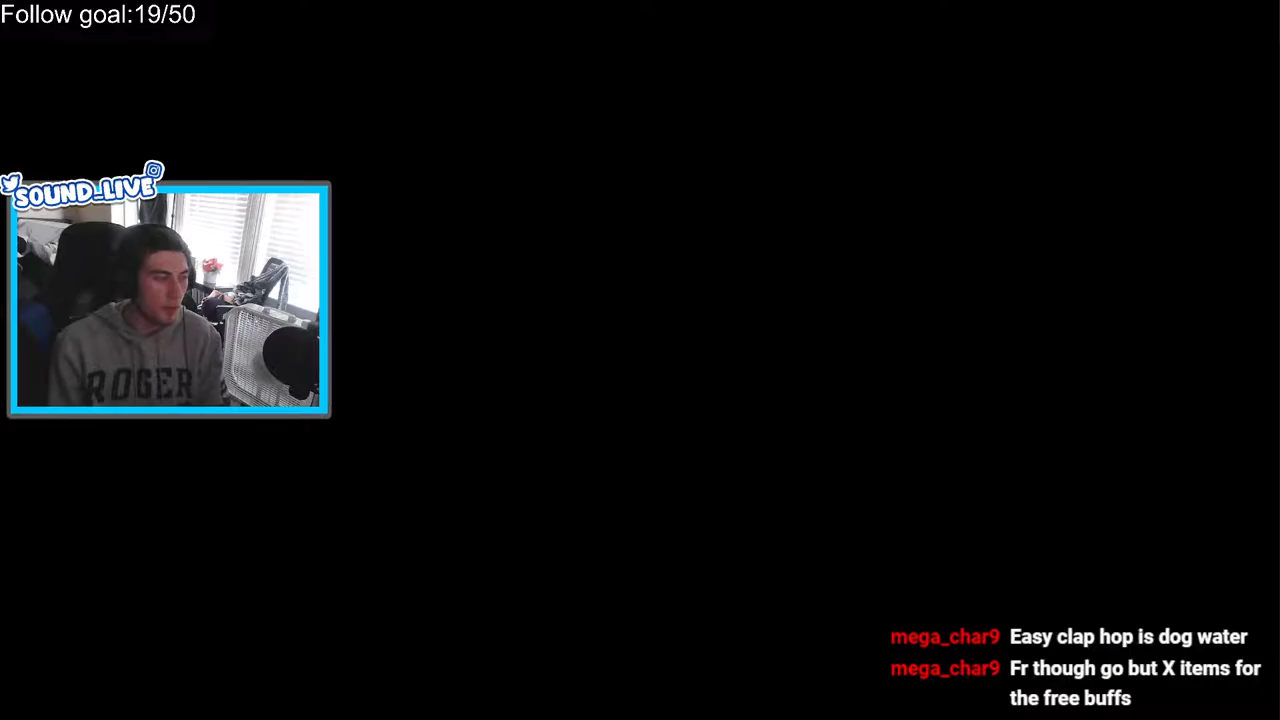 Follow goal:19/50
SOUND_LIVE
ROGER
mega_char9 Easy clap hop is dog water
mega_char9 Fr though go but X items for
the free buffs